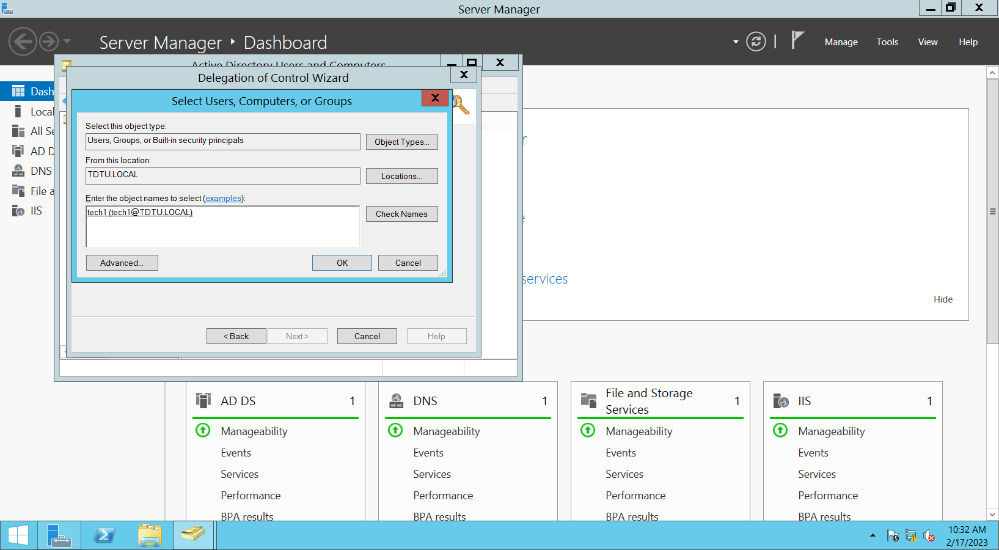 Server Manager
Server Manager ‣ Dashboard
Manage
Tools
View
Help
Active Directory Users and Computers
Delegation of Control Wizard
Select Users, Computers, or Groups
Select this object type:
Users, Groups, or Built-in security principals
Object Types...
From this location:
TDTU.LOCAL
Locations...
Enter the object names to select (examples):
tech1 (tech1@TDTU.LOCAL)
Check Names
Advanced...
OK
Cancel
< Back
Next >
Cancel
Help
Dash
Local
All Se
AD D
DNS
File a
IIS
services
Hide
AD DS 1
Manageability
Events
Services
Performance
BPA results
DNS 1
Manageability
Events
Services
Performance
BPA results
File and Storage
Services 1
Manageability
Events
Services
Performance
BPA results
IIS 1
Manageability
Events
Services
Performance
BPA results
10:32 AM
2/17/2023